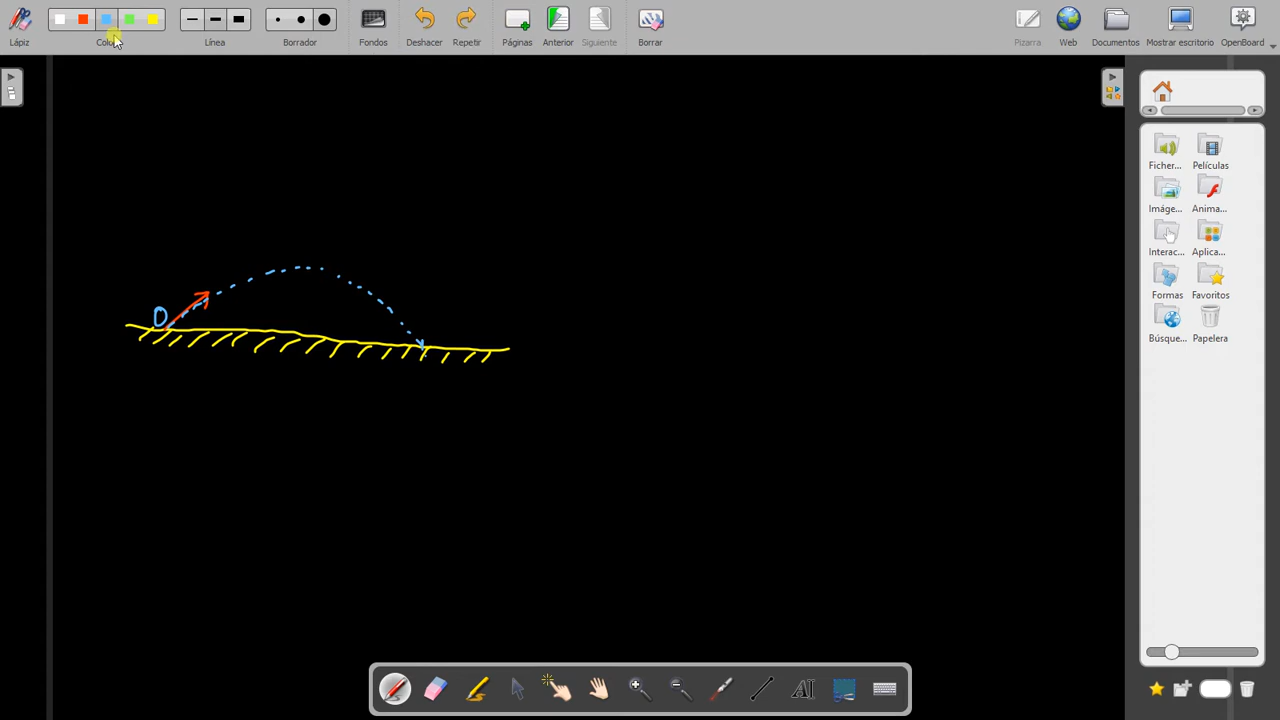 Lápiz
Línea
Borrador
Fondos
Deshacer
Repetir
Páginas
Anterior
Siguiente
Borrar
Pizarra
Web
Documentos
Mostrar escritorio
OpenBoard
Ficher...
Películas
Imáge...
Anima...
Interac...
Aplica...
Formas
Favoritos
Búsque...
Papelera
AI